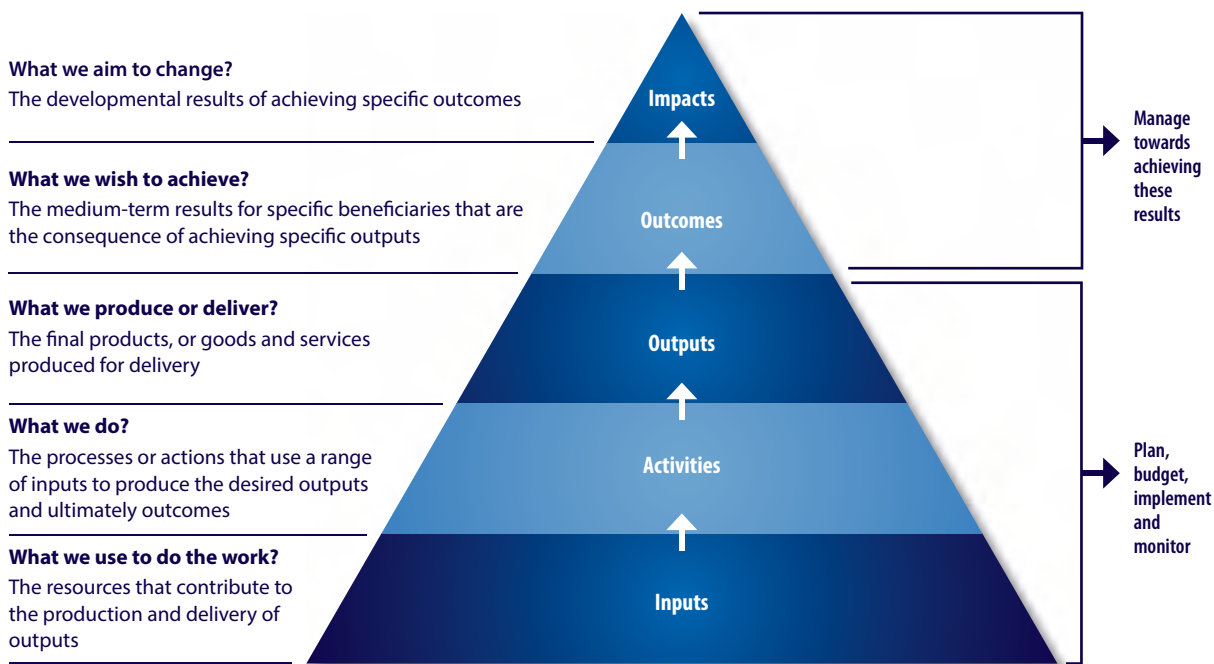 What we aim to change?
The developmental results of achieving specific outcomes
Impacts
What we wish to achieve?
The medium-term results for specific beneficiaries that are
the consequence of achieving specific outputs
Outcomes
Manage
towards
achieving
these
results
What we produce or deliver?
The final products, or goods and services
produced for delivery
Outputs
What we do?
The processes or actions that use a range
of inputs to produce the desired outputs
and ultimately outcomes
Activities
What we use to do the work?
The resources that contribute to
the production and delivery of
outputs
Inputs
Plan,
budget,
implement
and
monitor